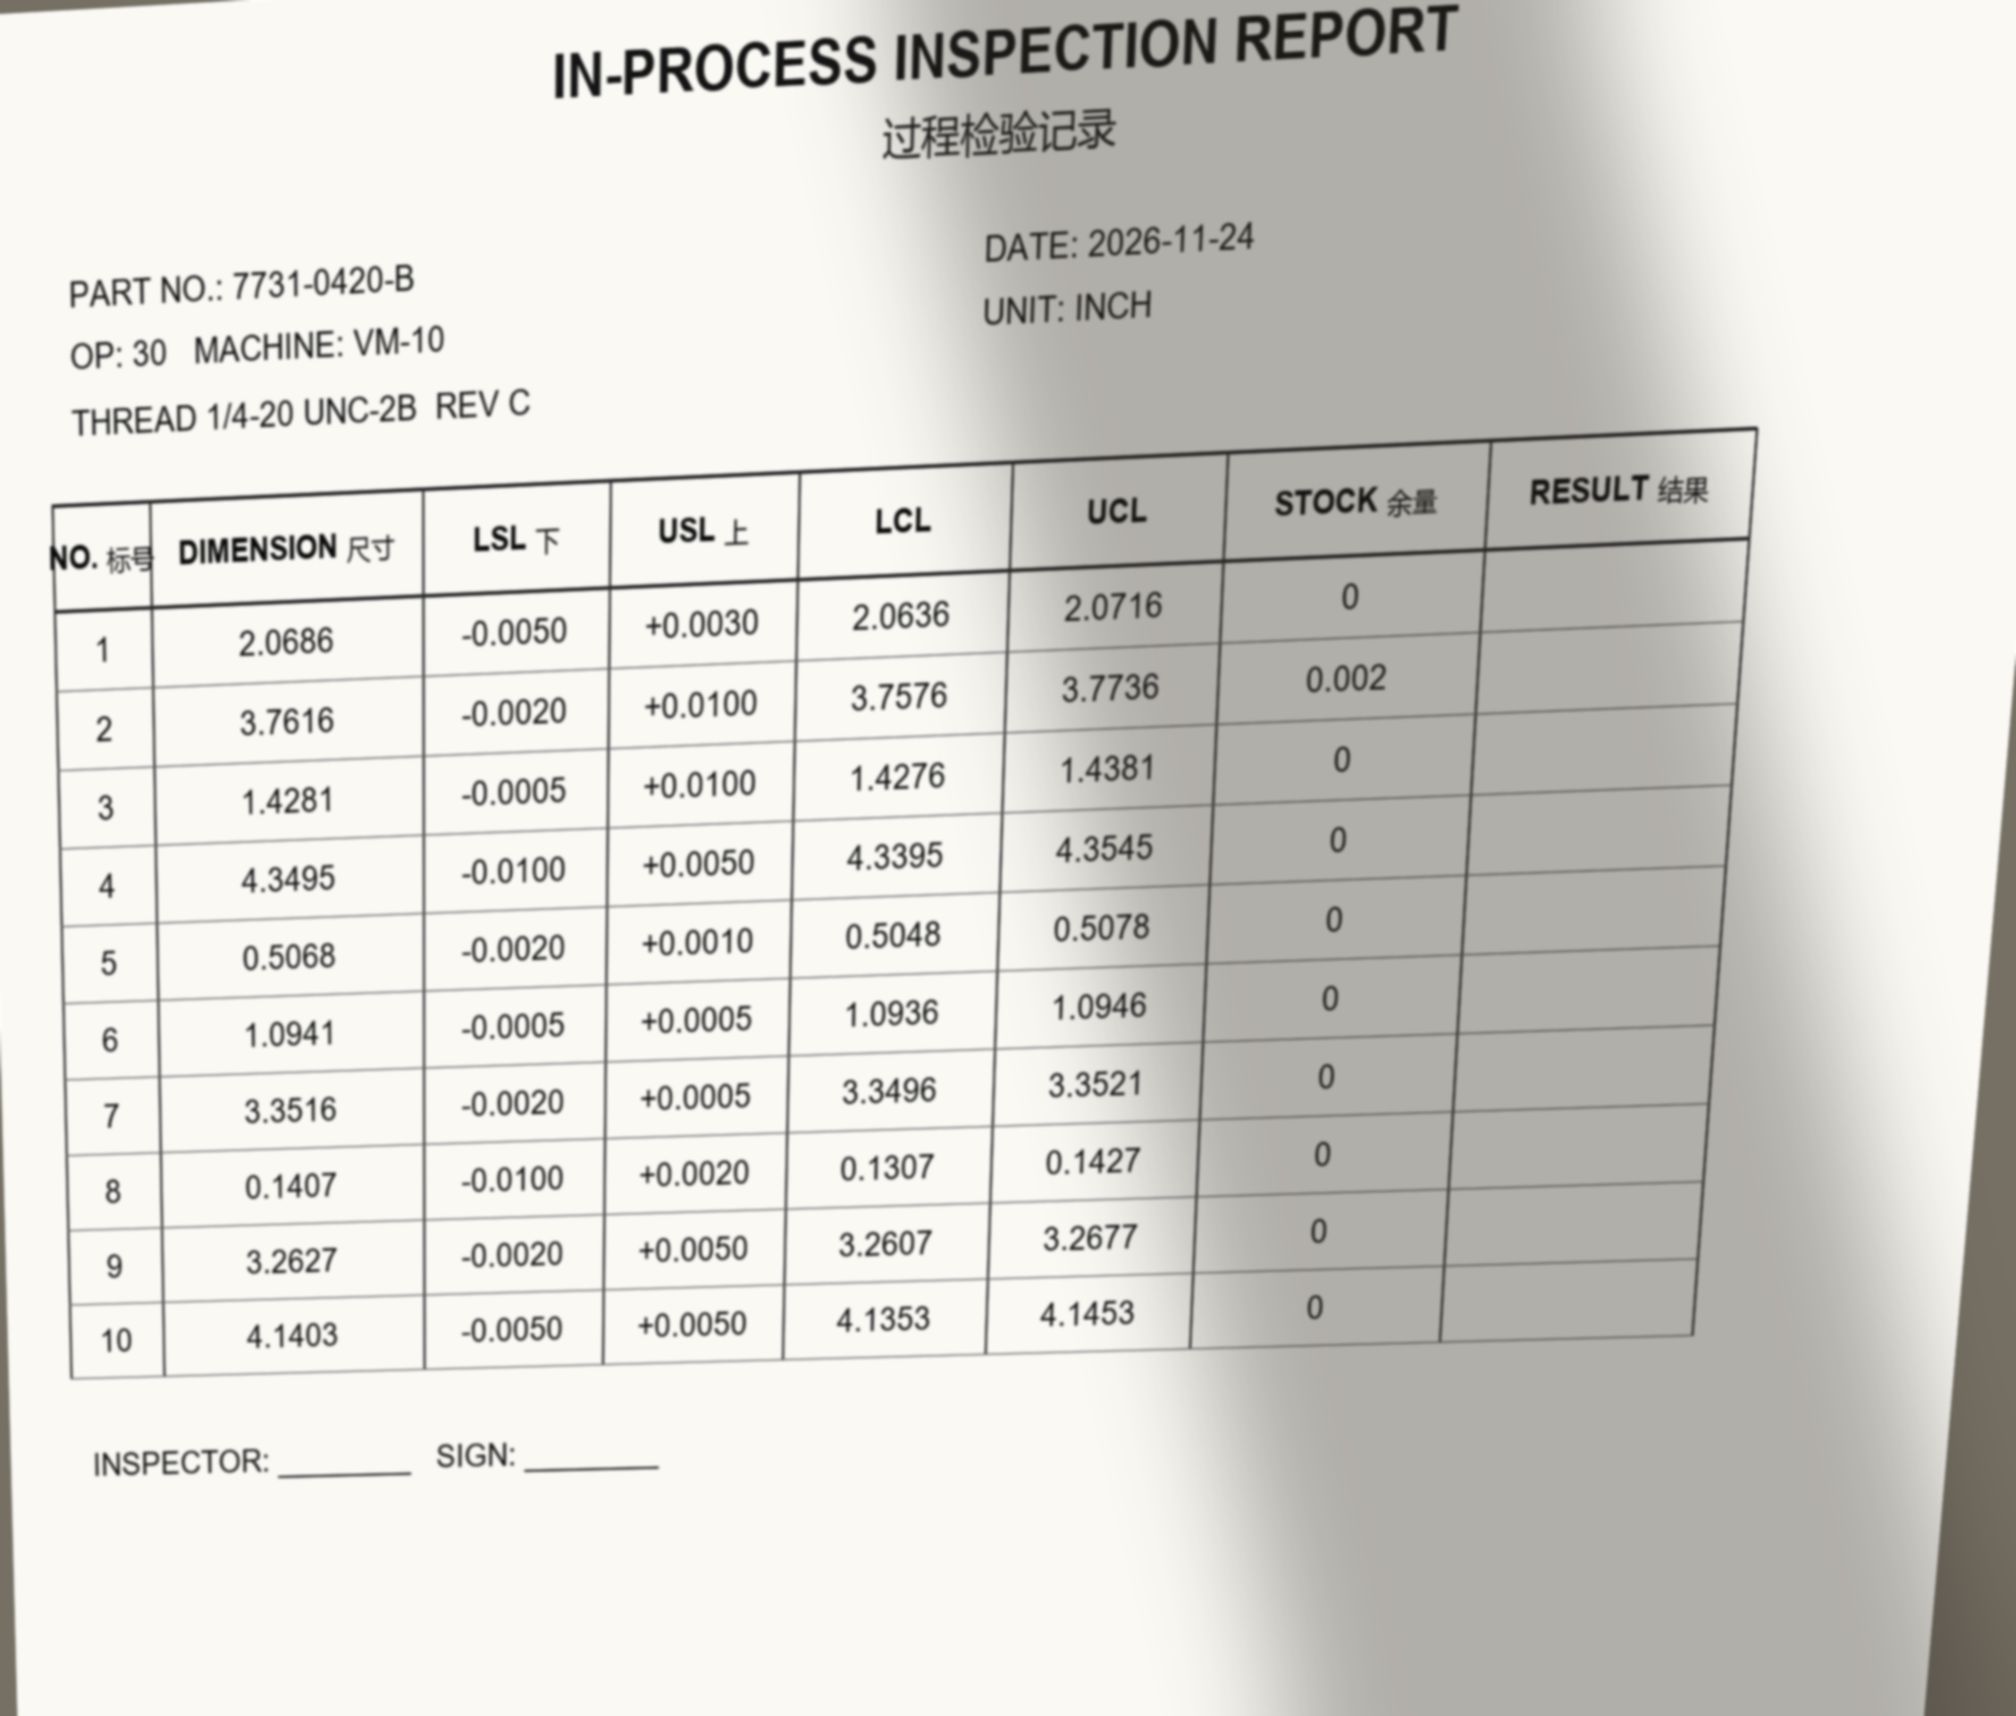 IN-PROCESS INSPECTION REPORT
过程检验记录
DATE: 2026-11-24
PART NO.: 7731-0420-B
UNIT: INCH
OP: 30 MACHINE: VM-10
THREAD 1/4-20 UNC-2B REV C
NO. 标号 DIMENSION 尺寸 LSL 下 USL 上 LCL UCL STOCK 余量 RESULT 结果
1 2.0686 -0.0050 +0.0030 2.0636 2.0716 0
2 3.7616 -0.0020 +0.0100 3.7576 3.7736 0.002
3 1.4281 -0.0005 +0.0100 1.4276 1.4381 0
4 4.3495 -0.0100 +0.0050 4.3395 4.3545 0
5 0.5068 -0.0020 +0.0010 0.5048 0.5078 0
6 1.0941 -0.0005 +0.0005 1.0936 1.0946 0
7 3.3516 -0.0020 +0.0005 3.3496 3.3521 0
8 0.1407 -0.0100 +0.0020 0.1307 0.1427 0
9 3.2627 -0.0020 +0.0050 3.2607 3.2677 0
10 4.1403 -0.0050 +0.0050 4.1353 4.1453 0
INSPECTOR: ________ SIGN: ________